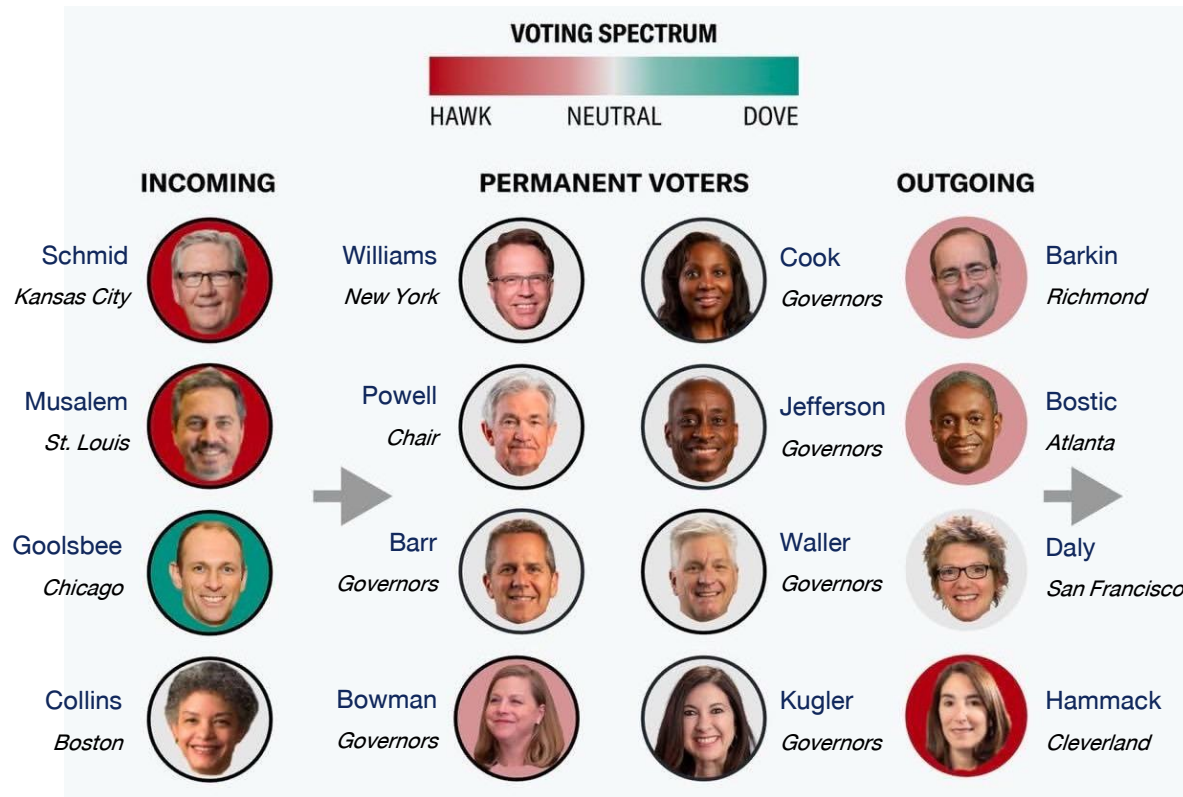 VOTING SPECTRUM
HAWK NEUTRAL DOVE
INCOMING PERMANENT VOTERS OUTGOING
Schmid
Kansas City
Williams
New York
Cook
Governors
Barkin
Richmond
Musalem
St. Louis
Powell
Chair
Jefferson
Governors
Bostic
Atlanta
Goolsbee
Chicago
Barr
Governors
Waller
Governors
Daly
San Francisco
Collins
Boston
Bowman
Governors
Kugler
Governors
Hammack
Cleverland